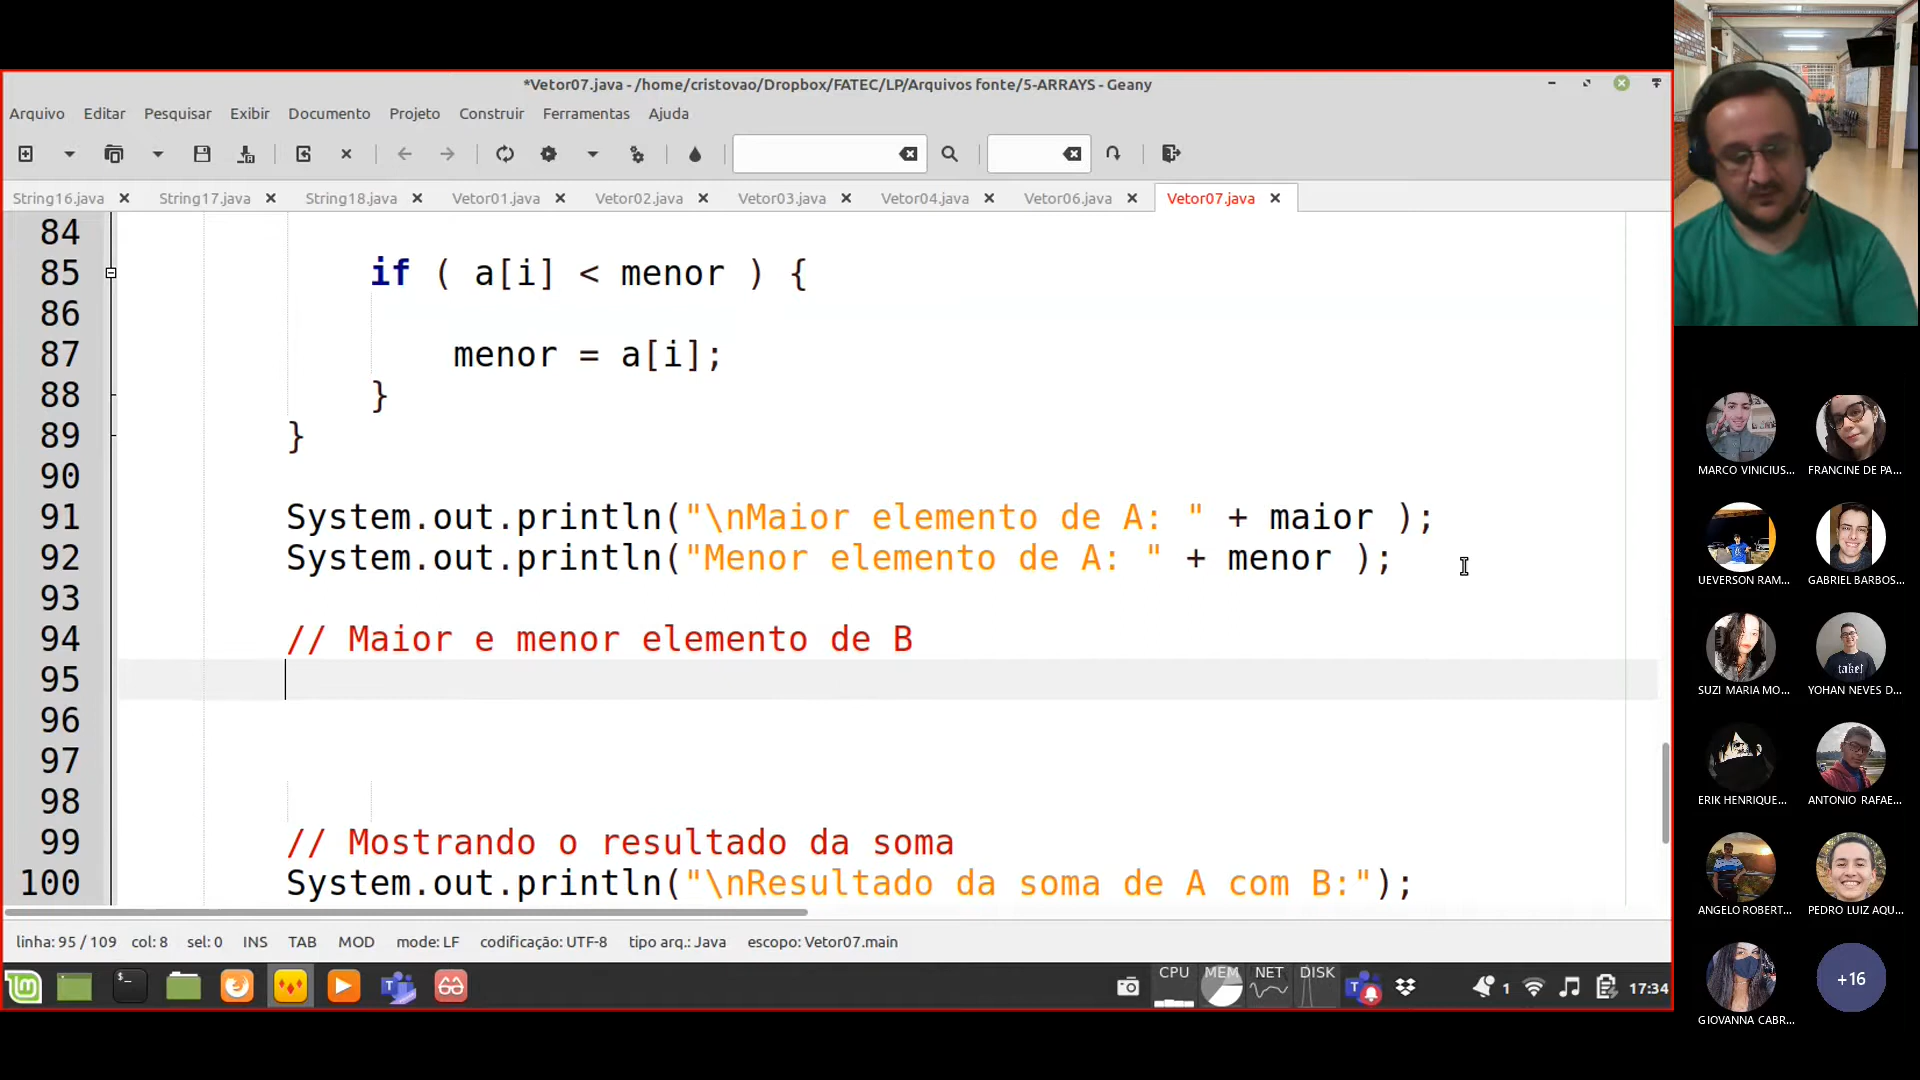 *Vetor07.java - /home/cristovao/Dropbox/FATEC/LP/Arquivos fonte/5-ARRAYS - Geany
Arquivo Editar Pesquisar Exibir Documento Projeto Construir Ferramentas Ajuda
String16.java String17.java String18.java Vetor01.java Vetor02.java Vetor03.java Vetor04.java Vetor06.java Vetor07.java
84
85 if ( a[i] < menor ) {
86
87 menor = a[i];
88 }
89 }
90
91 System.out.println("\nMaior elemento de A: " + maior );
92 System.out.println("Menor elemento de A: " + menor );
93
94 // Maior e menor elemento de B
95
96
97
98
99 // Mostrando o resultado da soma
100 System.out.println("\nResultado da soma de A com B:");
linha: 95 / 109 col: 8 sel: 0 INS TAB MOD mode: LF codificação: UTF-8 tipo arq.: Java escopo: Vetor07.main
CPU MEM NET DISK 1 17:34
MARCO VINICIUS... FRANCINE DE PA...
UEVERSON RAM... GABRIEL BARBOS...
SUZI MARIA MO... YOHAN NEVES D...
ERIK HENRIQUE... ANTONIO RAFAE...
ANGELO ROBERT... PEDRO LUIZ AQU...
GIOVANNA CABR... +16